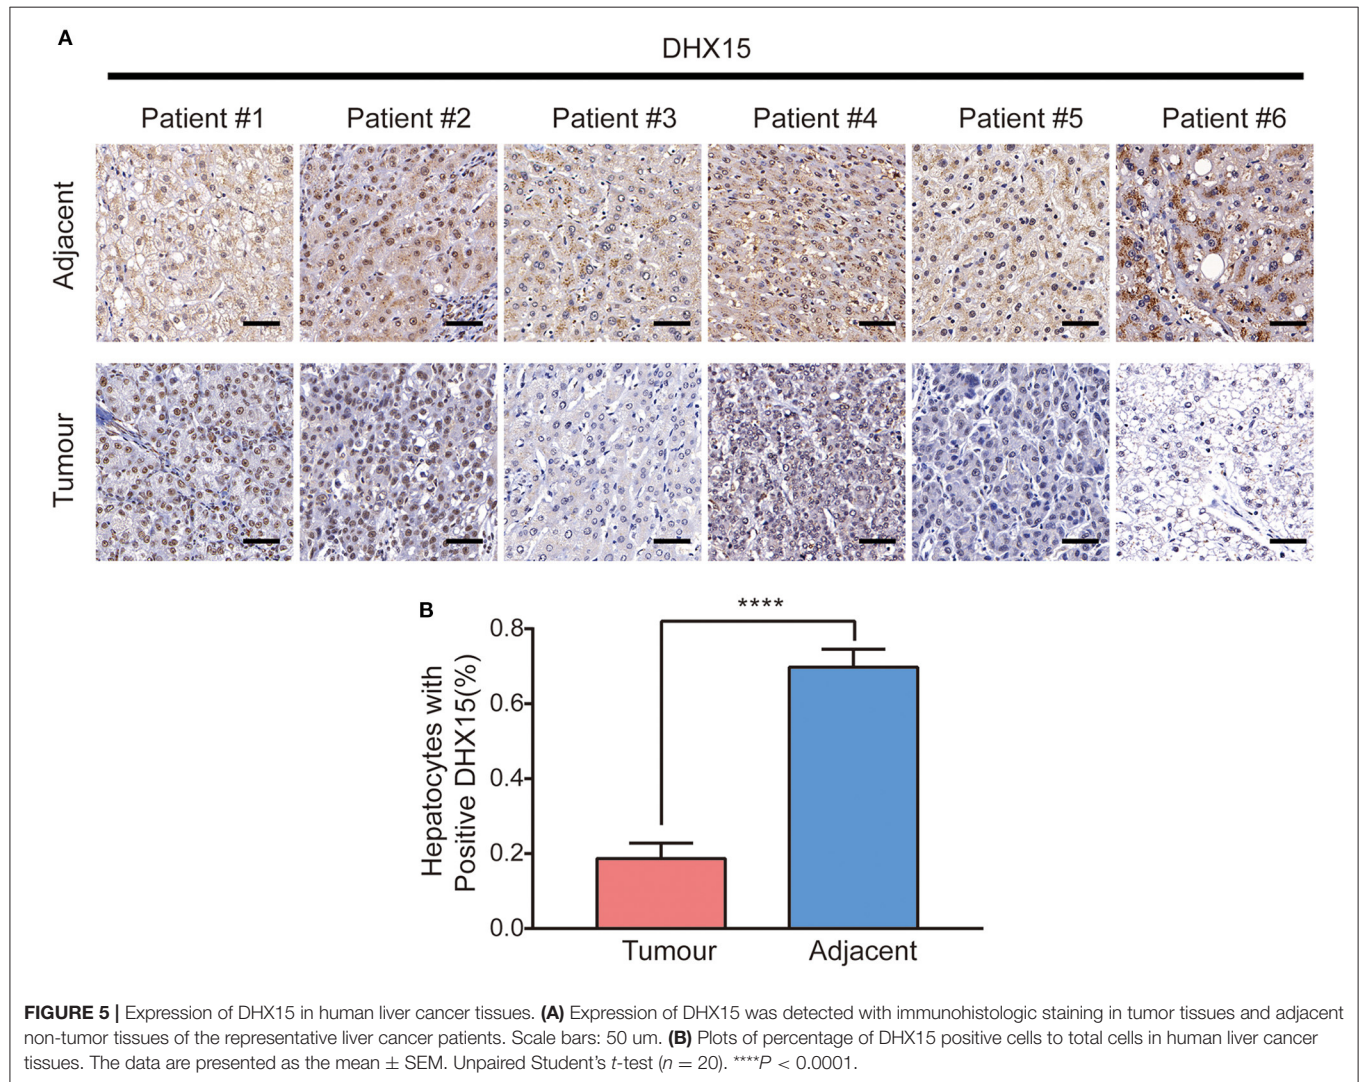 A
DHX15
Patient #1 Patient #2 Patient #3 Patient #4 Patient #5 Patient #6
Adjacent
Tumour
B
****
Hepatocytes with
Positive DHX15(%)
0.8
0.6
0.4
0.2
0.0
Tumour Adjacent
FIGURE 5 | Expression of DHX15 in human liver cancer tissues. (A) Expression of DHX15 was detected with immunohistologic staining in tumor tissues and adjacent
non-tumor tissues of the representative liver cancer patients. Scale bars: 50 um. (B) Plots of percentage of DHX15 positive cells to total cells in human liver cancer
tissues. The data are presented as the mean ± SEM. Unpaired Student's t-test (n = 20). ****P < 0.0001.